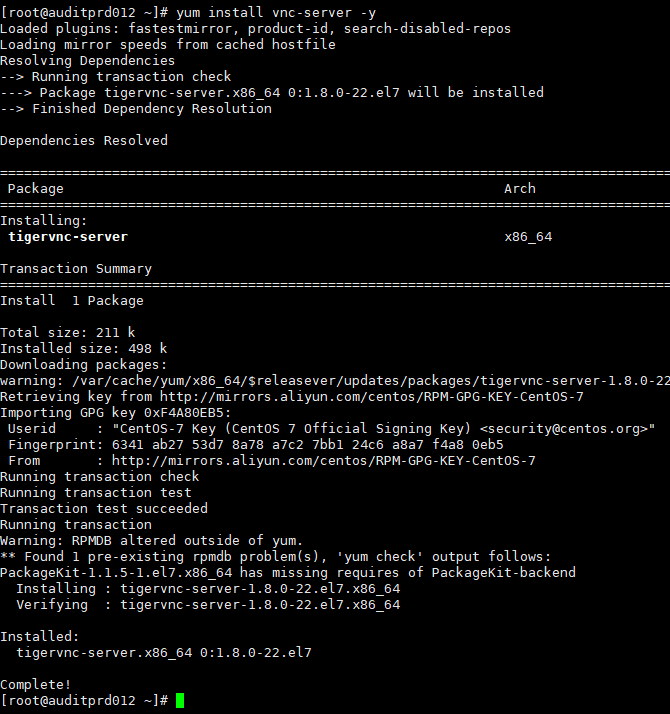 [root@auditprd012 ~]# yum install vnc-server -y
Loaded plugins: fastestmirror, product-id, search-disabled-repos
Loading mirror speeds from cached hostfile
Resolving Dependencies
--> Running transaction check
---> Package tigervnc-server.x86_64 0:1.8.0-22.el7 will be installed
--> Finished Dependency Resolution

Dependencies Resolved

====================================================================================
 Package                                                       Arch
====================================================================================
Installing:
 tigervnc-server                                               x86_64

Transaction Summary
====================================================================================
Install  1 Package

Total size: 211 k
Installed size: 498 k
Downloading packages:
warning: /var/cache/yum/x86_64/$releasever/updates/packages/tigervnc-server-1.8.0-22
Retrieving key from http://mirrors.aliyun.com/centos/RPM-GPG-KEY-CentOS-7
Importing GPG key 0xF4A80EB5:
 Userid     : "CentOS-7 Key (CentOS 7 Official Signing Key) <security@centos.org>"
 Fingerprint: 6341 ab27 53d7 8a78 a7c2 7bb1 24c6 a8a7 f4a8 0eb5
 From       : http://mirrors.aliyun.com/centos/RPM-GPG-KEY-CentOS-7
Running transaction check
Running transaction test
Transaction test succeeded
Running transaction
Warning: RPMDB altered outside of yum.
** Found 1 pre-existing rpmdb problem(s), 'yum check' output follows:
PackageKit-1.1.5-1.el7.x86_64 has missing requires of PackageKit-backend
  Installing : tigervnc-server-1.8.0-22.el7.x86_64
  Verifying  : tigervnc-server-1.8.0-22.el7.x86_64

Installed:
  tigervnc-server.x86_64 0:1.8.0-22.el7

Complete!
[root@auditprd012 ~]#